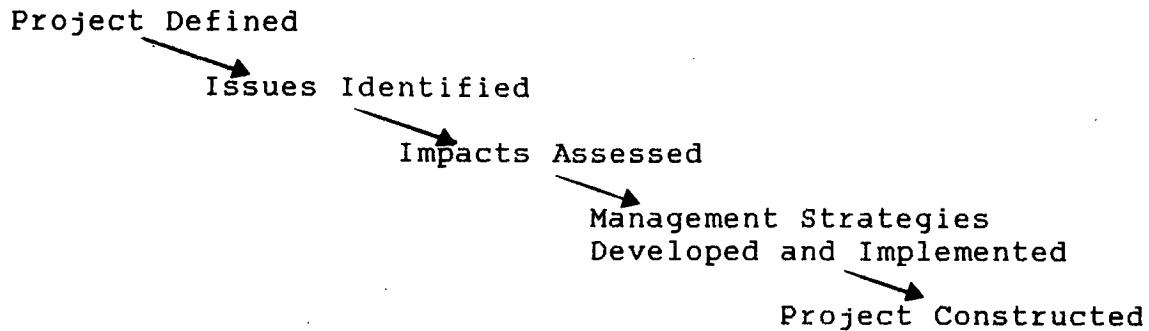 Project Defined
Issues Identified
Impacts Assessed
Management Strategies
Developed and Implemented
Project Constructed